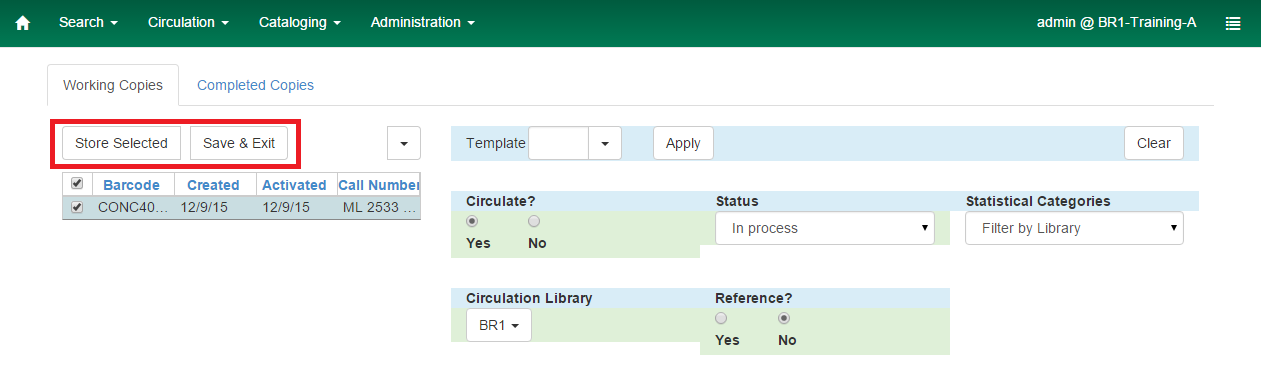 Search Circulation Cataloging Administration admin @ BR1-Training-A
Working Copies Completed Copies
Store Selected Save & Exit
Template Apply Clear
Barcode Created Activated Call Number
CONC40... 12/9/15 12/9/15 ML 2533 ...
Circulate? Status Statistical Categories
Yes No In process Filter by Library
Circulation Library Reference?
BR1 Yes No